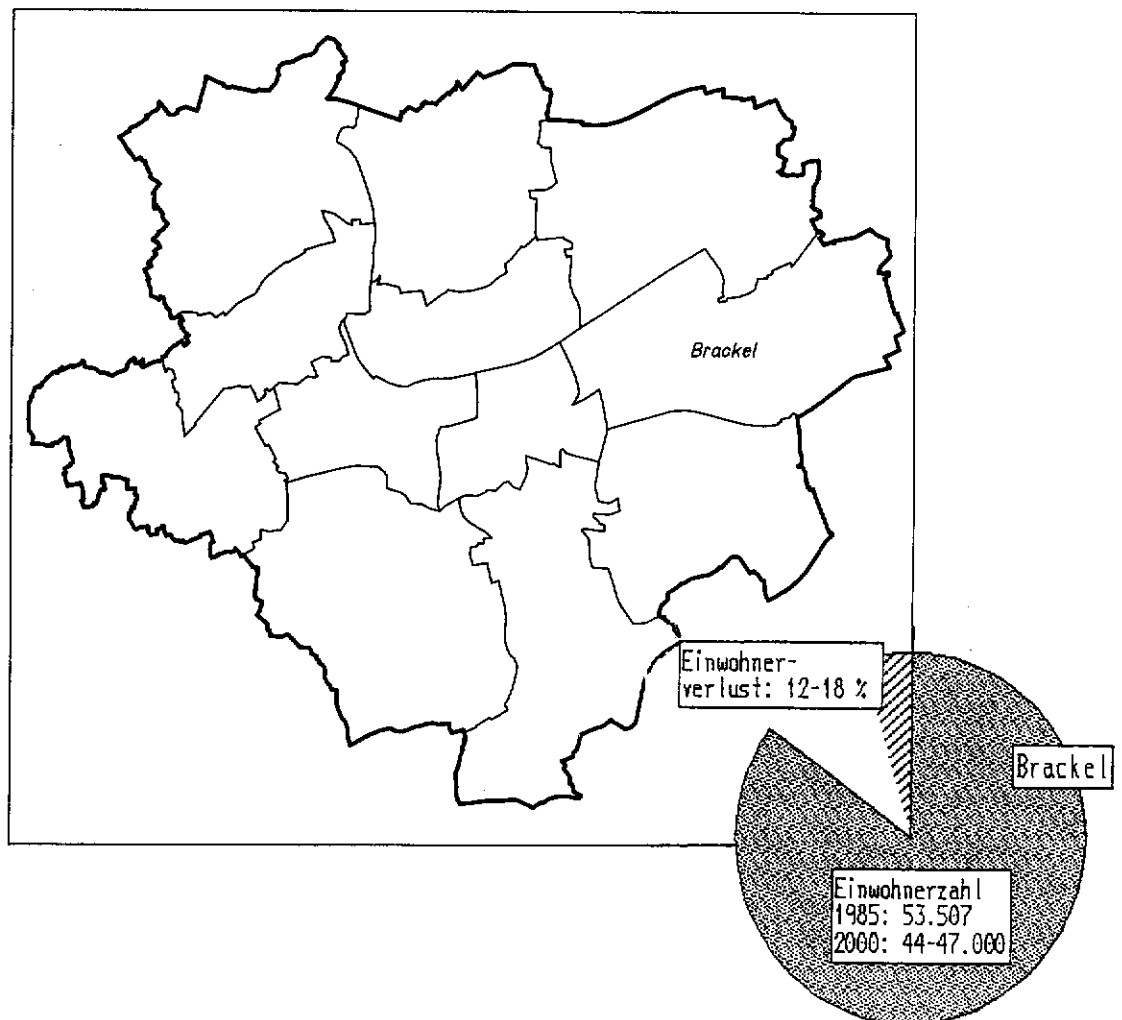 Brackel
Einwohner-
verlust: 12-18 %
Brackel
Einwohnerzahl
1985: 53.507
2000: 44-47.000